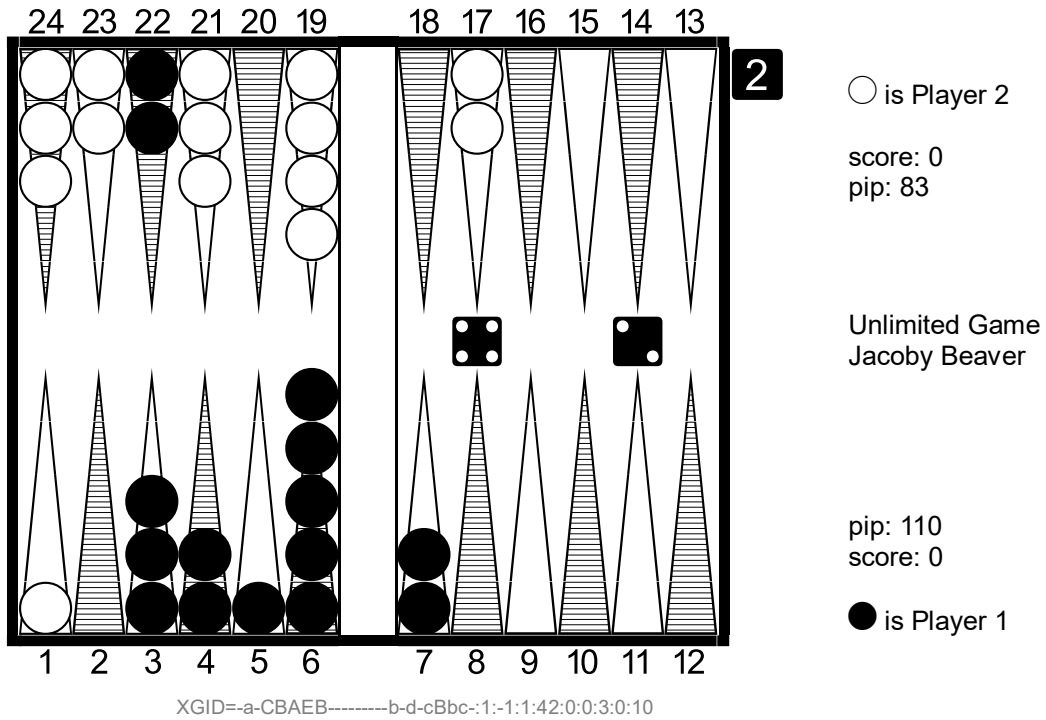 24 23 22 21 20 19 18 17 16 15 14 13
2
is Player 2
score: 0
pip: 83
Unlimited Game
Jacoby Beaver
pip: 110
score: 0
is Player 1
1 2 3 4 5 6 7 8 9 10 11 12
XGID=-a-CBAEB---------b-d-cBbc-:1:-1:1:42:0:0:3:0:10